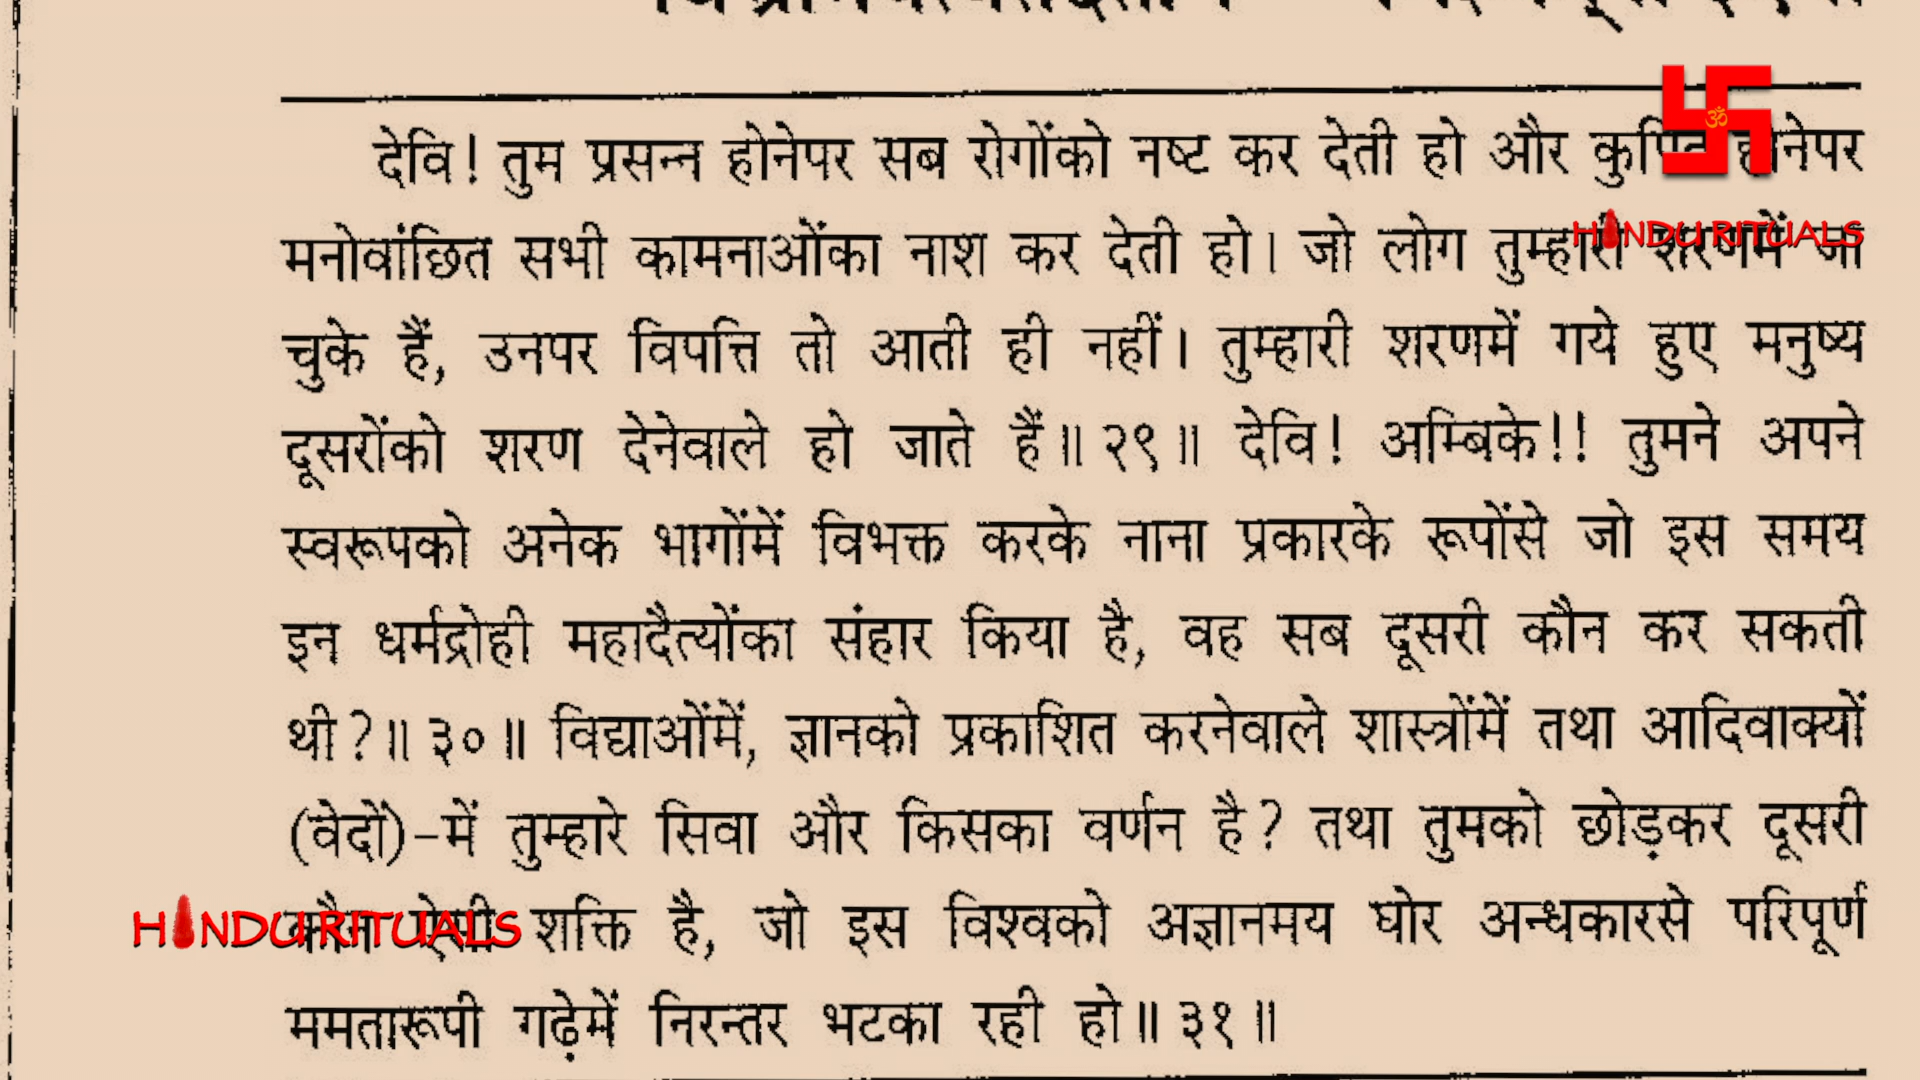 देवि! तुम प्रसन्न होनेपर सब रोगोंको नष्ट कर देती हो और कुपित होनेपर
मनोवांछित सभी कामनाओंका नाश कर देती हो। जो लोग तुम्हारी शरणमें जा
चुके हैं, उनपर विपत्ति तो आती ही नहीं। तुम्हारी शरणमें गये हुए मनुष्य
दूसरोंको शरण देनेवाले हो जाते हैं॥ २९॥ देवि! अम्बिके!! तुमने अपने
स्वरूपको अनेक भागोंमें विभक्त करके नाना प्रकारके रूपोंसे जो इस समय
इन धर्मद्रोही महादैत्योंका संहार किया है, वह सब दूसरी कौन कर सकती
थी?॥ ३०॥ विद्याओंमें, ज्ञानको प्रकाशित करनेवाले शास्त्रोंमें तथा आदिवाक्यों
(वेदों)-में तुम्हारे सिवा और किसका वर्णन है? तथा तुमको छोड़कर दूसरी
कौन ऐसी शक्ति है, जो इस विश्वको अज्ञानमय घोर अन्धकारसे परिपूर्ण
ममतारूपी गढ़ेमें निरन्तर भटका रही हो॥ ३१॥
ॐ
HINDU RITUALS
HINDU RITUALS